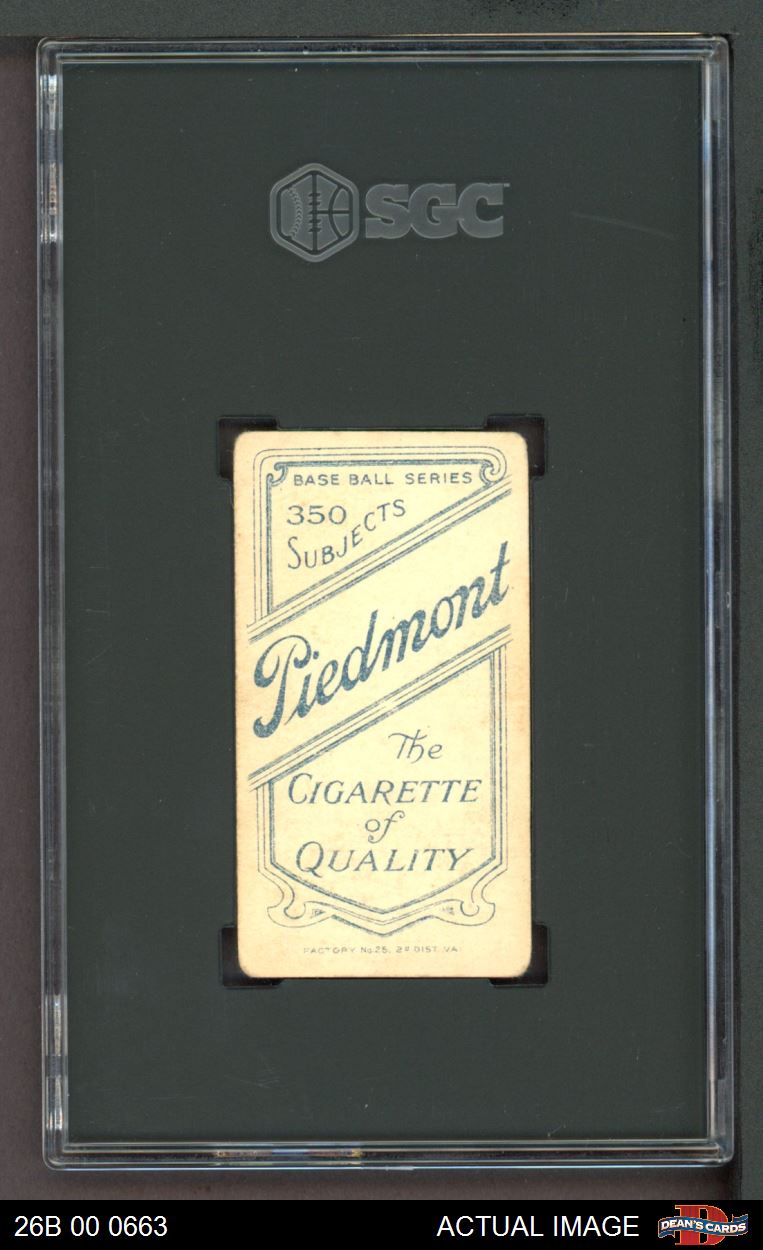 SGC
BASE BALL SERIES
350
SUBJECTS
Piedmont
The
CIGARETTE
of
QUALITY
FACTORY No 25, 2D DIST. VA.
26B 00 0663
ACTUAL IMAGE
DEAN'S CARDS